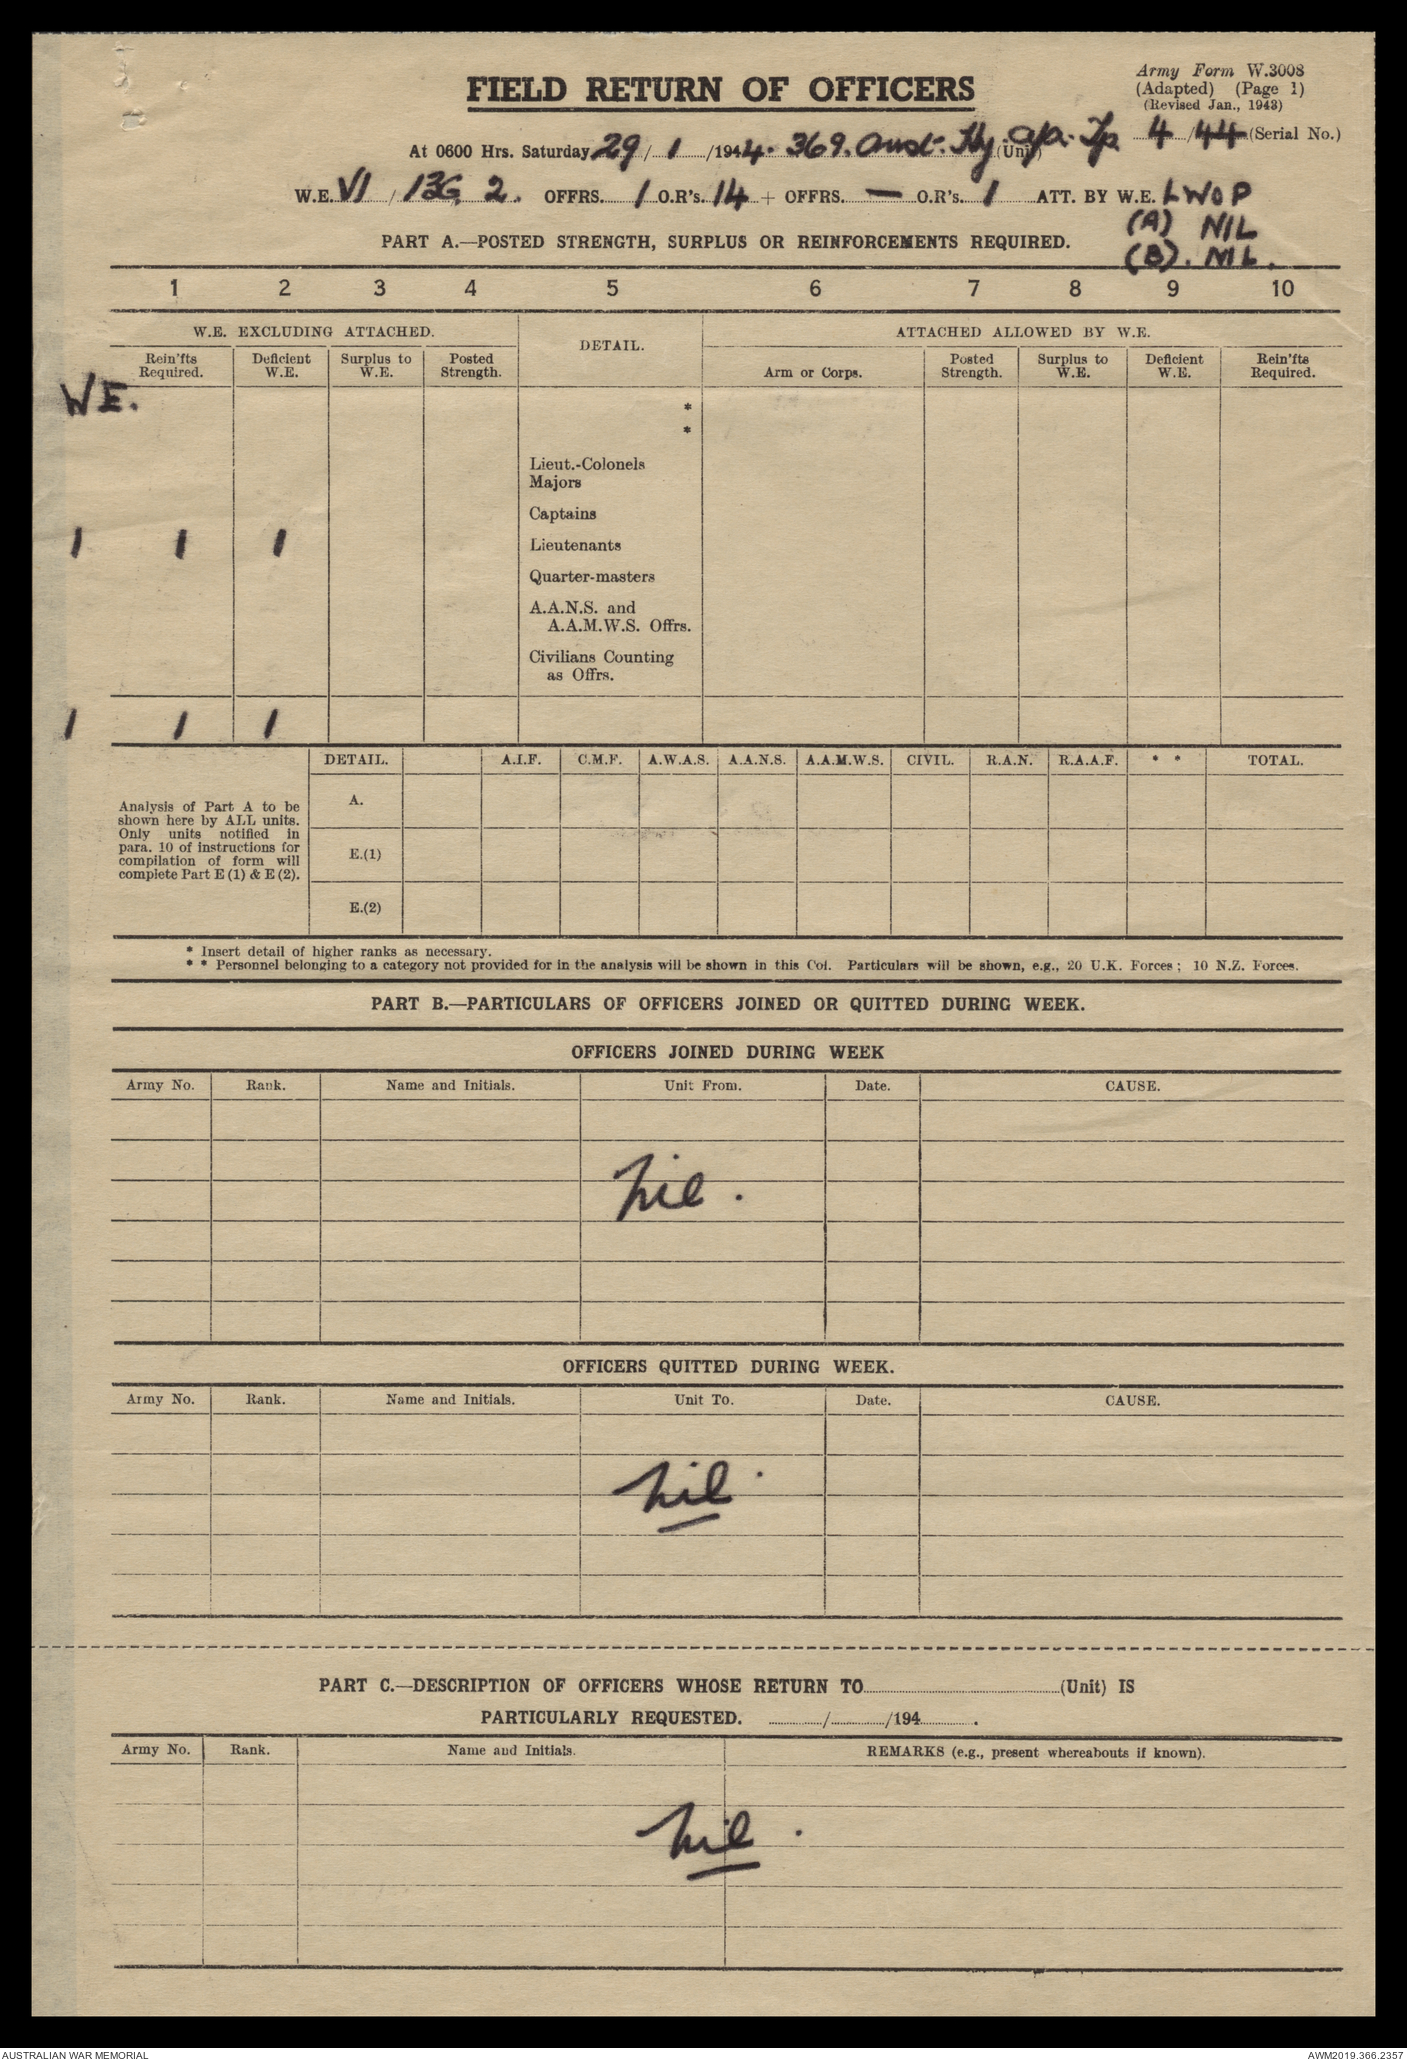 FIELD RETURN OF OFFICERS
Army Form W.3008
(Adapted) (Page 1)
(Revised Jan., 1943)
At 0600 Hrs. Saturday 29/1/1944. 369. Aust. Hy. a/a. Tp. (Unit) 4/44 (Serial No.)
W.E. VI / 13G 2. OFFRS. 1 O.R's. 14 + OFFRS. — O.R's. 1 ATT. BY W.E. LWOP
(A) NIL
(B). NIL.
PART A.—POSTED STRENGTH, SURPLUS OR REINFORCEMENTS REQUIRED.
1 2 3 4 5 6 7 8 9 10
W.E. EXCLUDING ATTACHED. DETAIL. ATTACHED ALLOWED BY W.E.
Rein'fts Required. Deficient W.E. Surplus to W.E. Posted Strength. Arm or Corps. Posted Strength. Surplus to W.E. Deficient W.E. Rein'fts Required.
WE.
*
*
Lieut.-Colonels
Majors
Captains
1 1 1 Lieutenants
Quarter-masters
A.A.N.S. and
A.A.M.W.S. Offrs.
Civilians Counting
as Offrs.
1 1 1
DETAIL. A.I.F. C.M.F. A.W.A.S. A.A.N.S. A.A.M.W.S. CIVIL. R.A.N. R.A.A.F. * * TOTAL.
Analysis of Part A to be
shown here by ALL units.
Only units notified in
para. 10 of instructions for
compilation of form will
complete Part E (1) & E (2).
A.
E.(1)
E.(2)
* Insert detail of higher ranks as necessary.
* * Personnel belonging to a category not provided for in the analysis will be shown in this Col. Particulars will be shown, e.g., 20 U.K. Forces; 10 N.Z. Forces.
PART B.—PARTICULARS OF OFFICERS JOINED OR QUITTED DURING WEEK.
OFFICERS JOINED DURING WEEK
Army No. Rank. Name and Initials. Unit From. Date. CAUSE.
nil.
OFFICERS QUITTED DURING WEEK.
Army No. Rank. Name and Initials. Unit To. Date. CAUSE.
nil.
PART C.—DESCRIPTION OF OFFICERS WHOSE RETURN TO (Unit) IS
PARTICULARLY REQUESTED. / /194 .
Army No. Rank. Name and Initials. REMARKS (e.g., present whereabouts if known).
nil.
AUSTRALIAN WAR MEMORIAL
AWM2019.366.2357